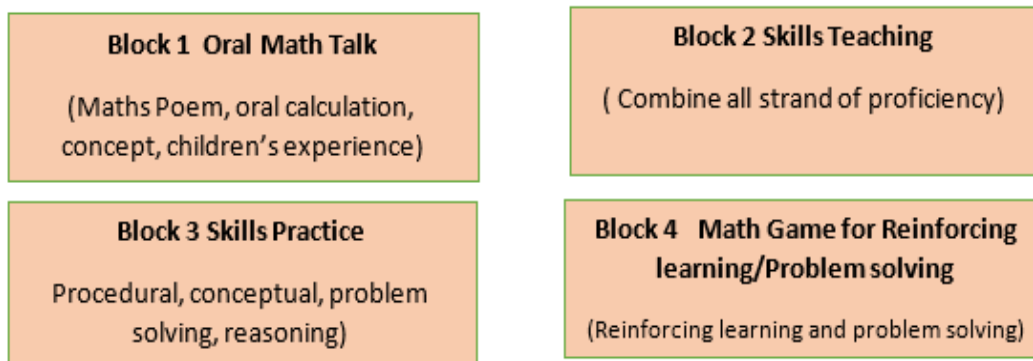 Block 1 Oral Math Talk
(Maths Poem, oral calculation,
concept, children's experience)
Block 2 Skills Teaching
( Combine all strand of proficiency)
Block 3 Skills Practice
Procedural, conceptual, problem
solving, reasoning)
Block 4 Math Game for Reinforcing
learning/Problem solving
(Reinforcing learning and problem solving)